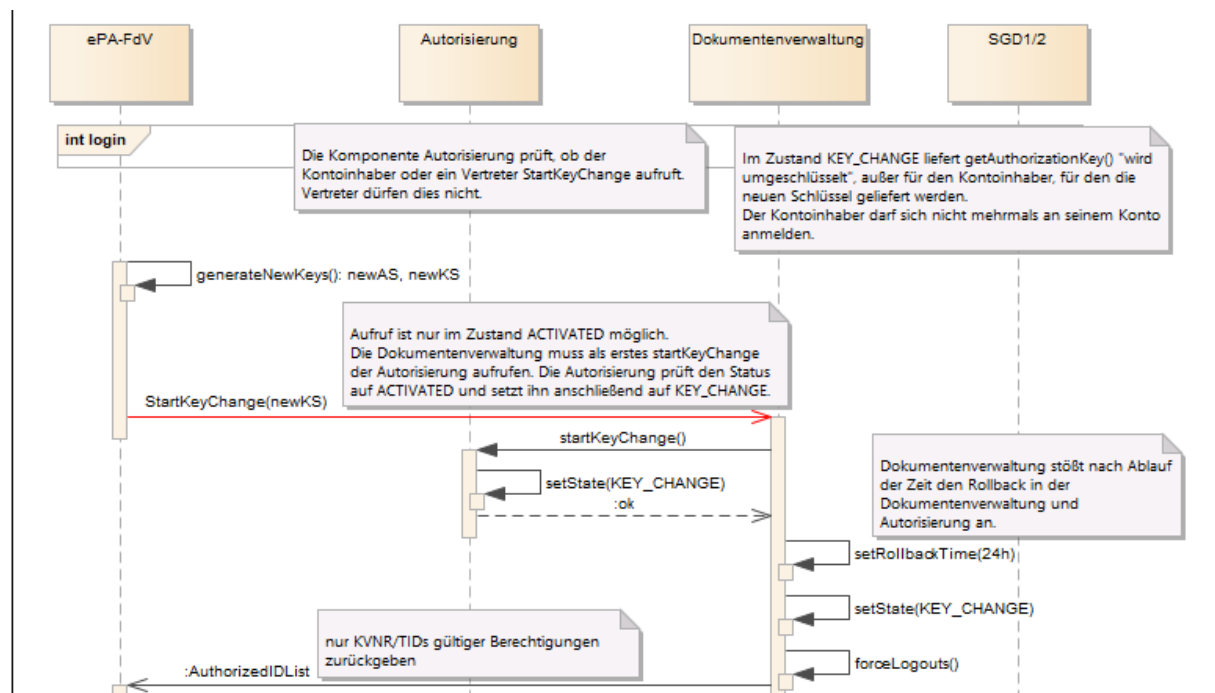 ePA-FdV
Autorisierung
Dokumentenverwaltung
SGD1/2
int login
Die Komponente Autorisierung prüft, ob der
Kontoinhaber oder ein Vertreter StartKeyChange aufruft.
Vertreter dürfen dies nicht.
Im Zustand KEY_CHANGE liefert getAuthorizationKey() "wird
umgeschlüsselt", außer für den Kontoinhaber, für den die
neuen Schlüssel geliefert werden.
Der Kontoinhaber darf sich nicht mehrmals an seinem Konto
anmelden.
generateNewKeys(): newAS, newKS
Aufruf ist nur im Zustand ACTIVATED möglich.
Die Dokumentenverwaltung muss als erstes startKeyChange
der Autorisierung aufrufen. Die Autorisierung prüft den Status
auf ACTIVATED und setzt ihn anschließend auf KEY_CHANGE.
StartKeyChange(newKS)
startKeyChange()
setState(KEY_CHANGE)
:ok
Dokumentenverwaltung stößt nach Ablauf
der Zeit den Rollback in der
Dokumentenverwaltung und
Autorisierung an.
setRollbackTime(24h)
setState(KEY_CHANGE)
nur KVNR/TIDs gültiger Berechtigungen
zurückgeben
forceLogouts()
:AuthorizedIDList